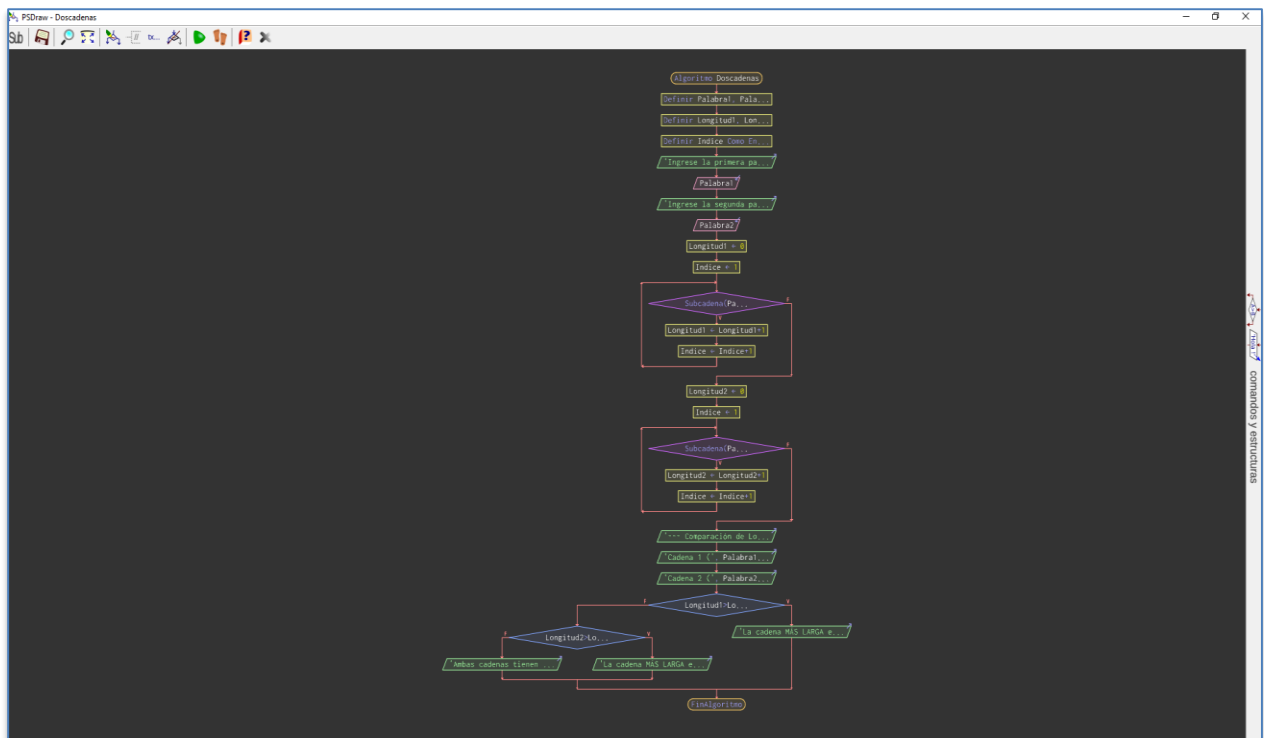 PSDraw - Doscadenas
Sub
tx...
Algoritmo Doscadenas
Definir Palabra1, Pala...
Definir Longitud1, Lon...
Definir Indice Como En...
'Ingrese la primera pa...
Palabra1
'Ingrese la segunda pa...
Palabra2
Longitud1 ← 0
Indice ← 1
Subcadena(Pa...
F
V
Longitud1 ← Longitud1+1
Indice ← Indice+1
Longitud2 ← 0
Indice ← 1
Subcadena(Pa...
F
V
Longitud2 ← Longitud2+1
Indice ← Indice+1
'--- Comparación de Lo...
'Cadena 1 (', Palabra1...
'Cadena 2 (', Palabra2...
F
Longitud1>Lo...
V
'La cadena MAS LARGA e...
F
Longitud2>Lo...
V
'Ambas cadenas tienen ...
'La cadena MAS LARGA e...
FinAlgoritmo
comandos y estructuras